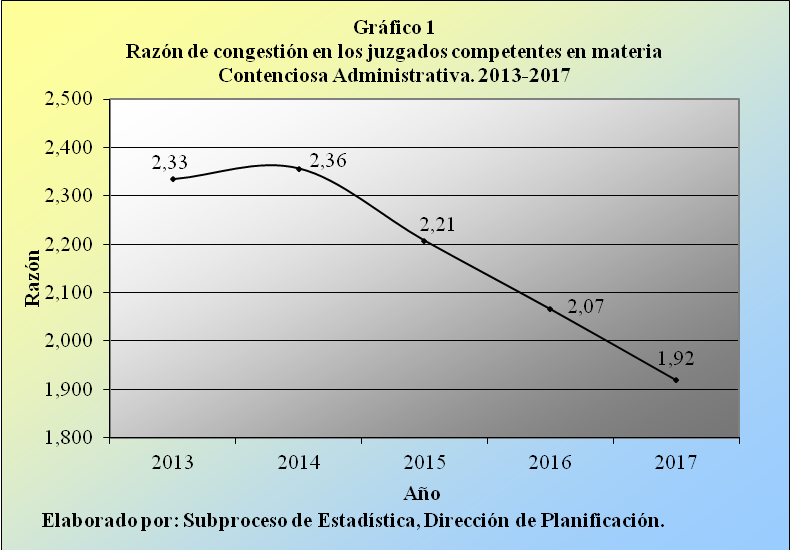 Gráfico 1
Razón de congestión en los juzgados competentes en materia
Contenciosa Administrativa. 2013-2017
2,500
2,400
2,300
2,200
2,100
2,000
1,900
1,800
Razón
2,33
2,36
2,21
2,07
1,92
2013 2014 2015 2016 2017
Año
Elaborado por: Subproceso de Estadística, Dirección de Planificación.